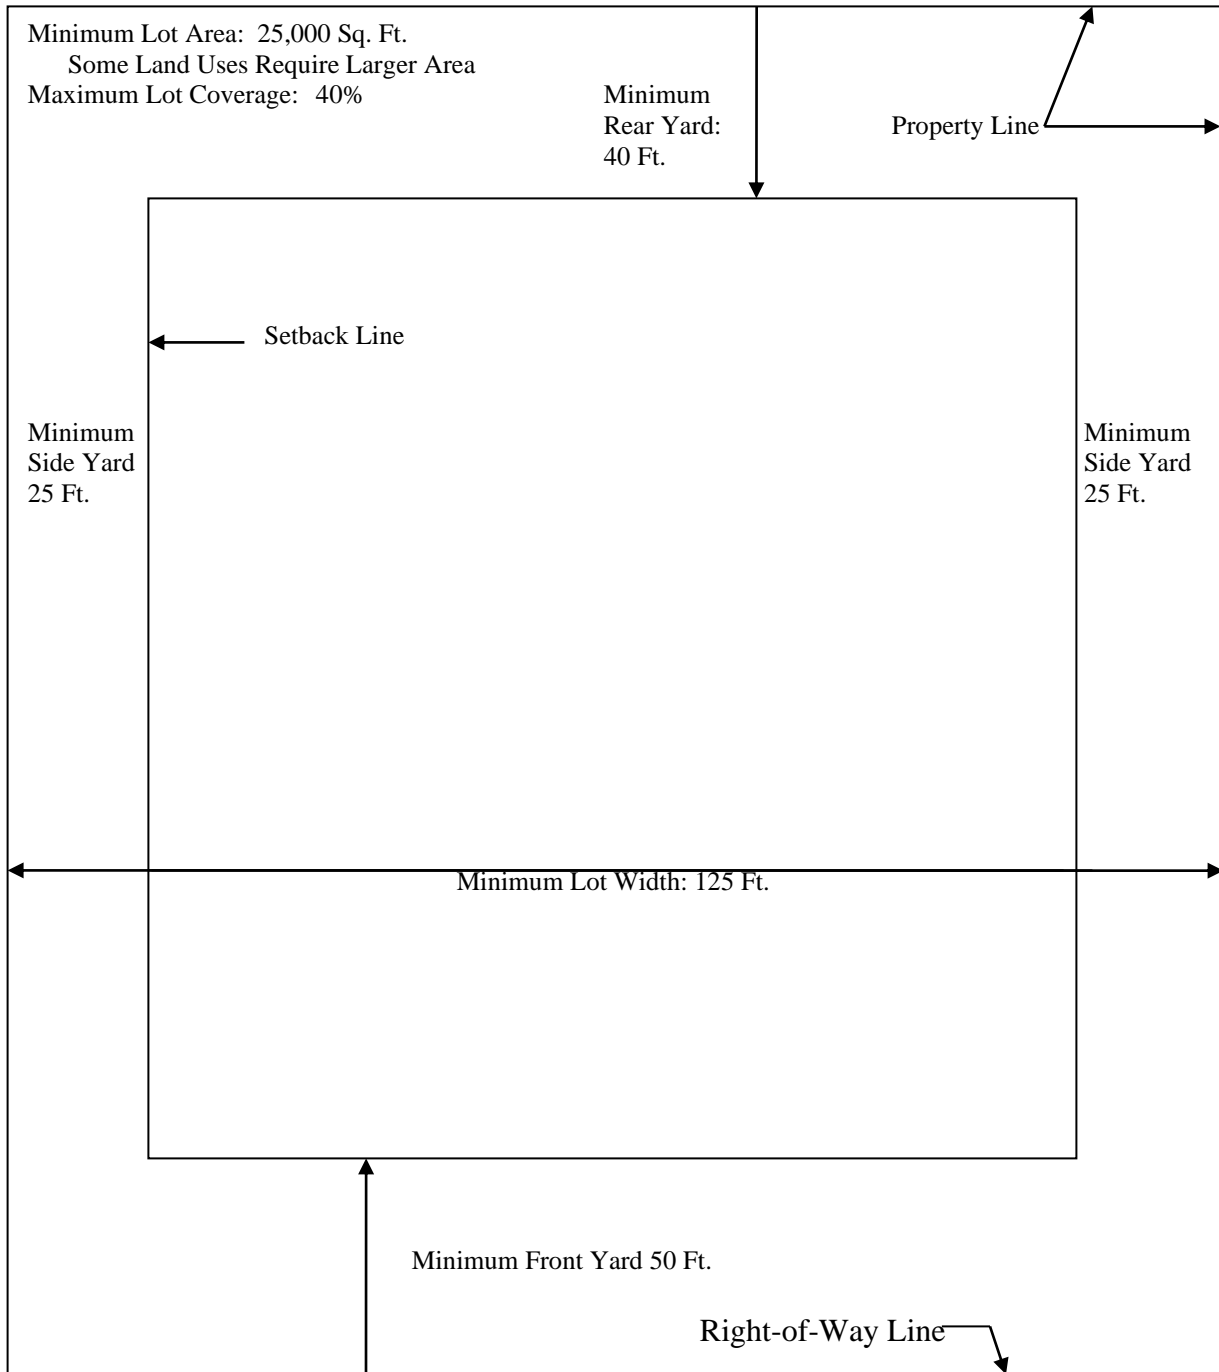 Minimum Lot Area: 25,000 Sq. Ft.
Some Land Uses Require Larger Area
Maximum Lot Coverage: 40%
Minimum
Rear Yard:
40 Ft.
Property Line
Setback Line
Minimum
Side Yard
25 Ft.
Minimum
Side Yard
25 Ft.
Minimum Lot Width: 125 Ft.
Minimum Front Yard 50 Ft.
Right-of-Way Line